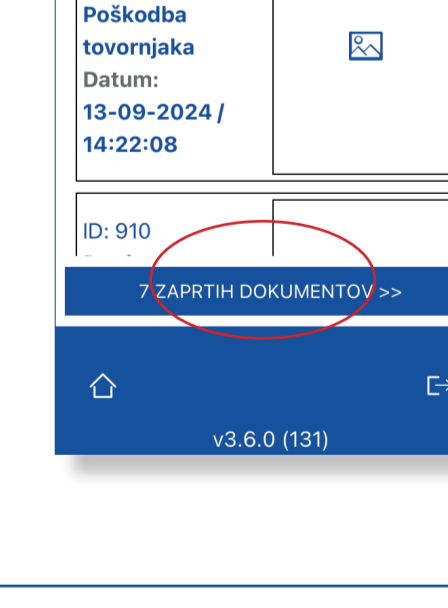 Poškodba
tovornjaka
Datum:
13-09-2024 /
14:22:08
ID: 910
7 ZAPRTIH DOKUMENTOV >>
v3.6.0 (131)